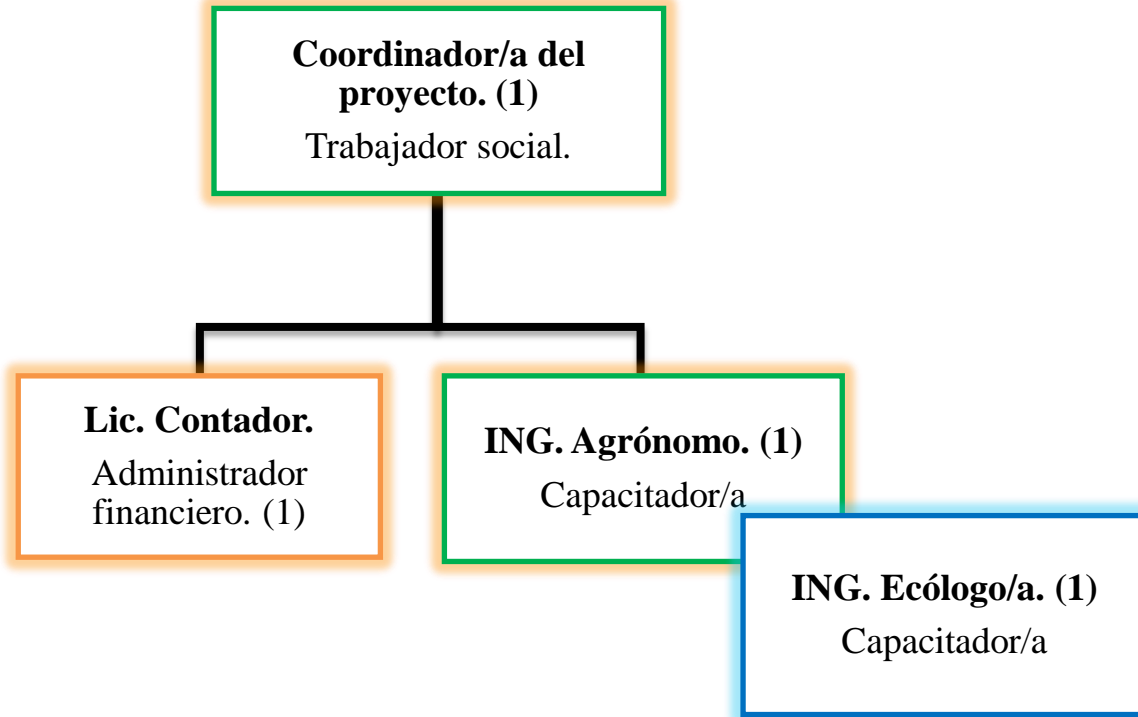 Coordinador/a del
proyecto. (1)
Trabajador social.
Lic. Contador.
Administrador
financiero. (1)
ING. Agrónomo. (1)
Capacitador/a
ING. Ecólogo/a. (1)
Capacitador/a